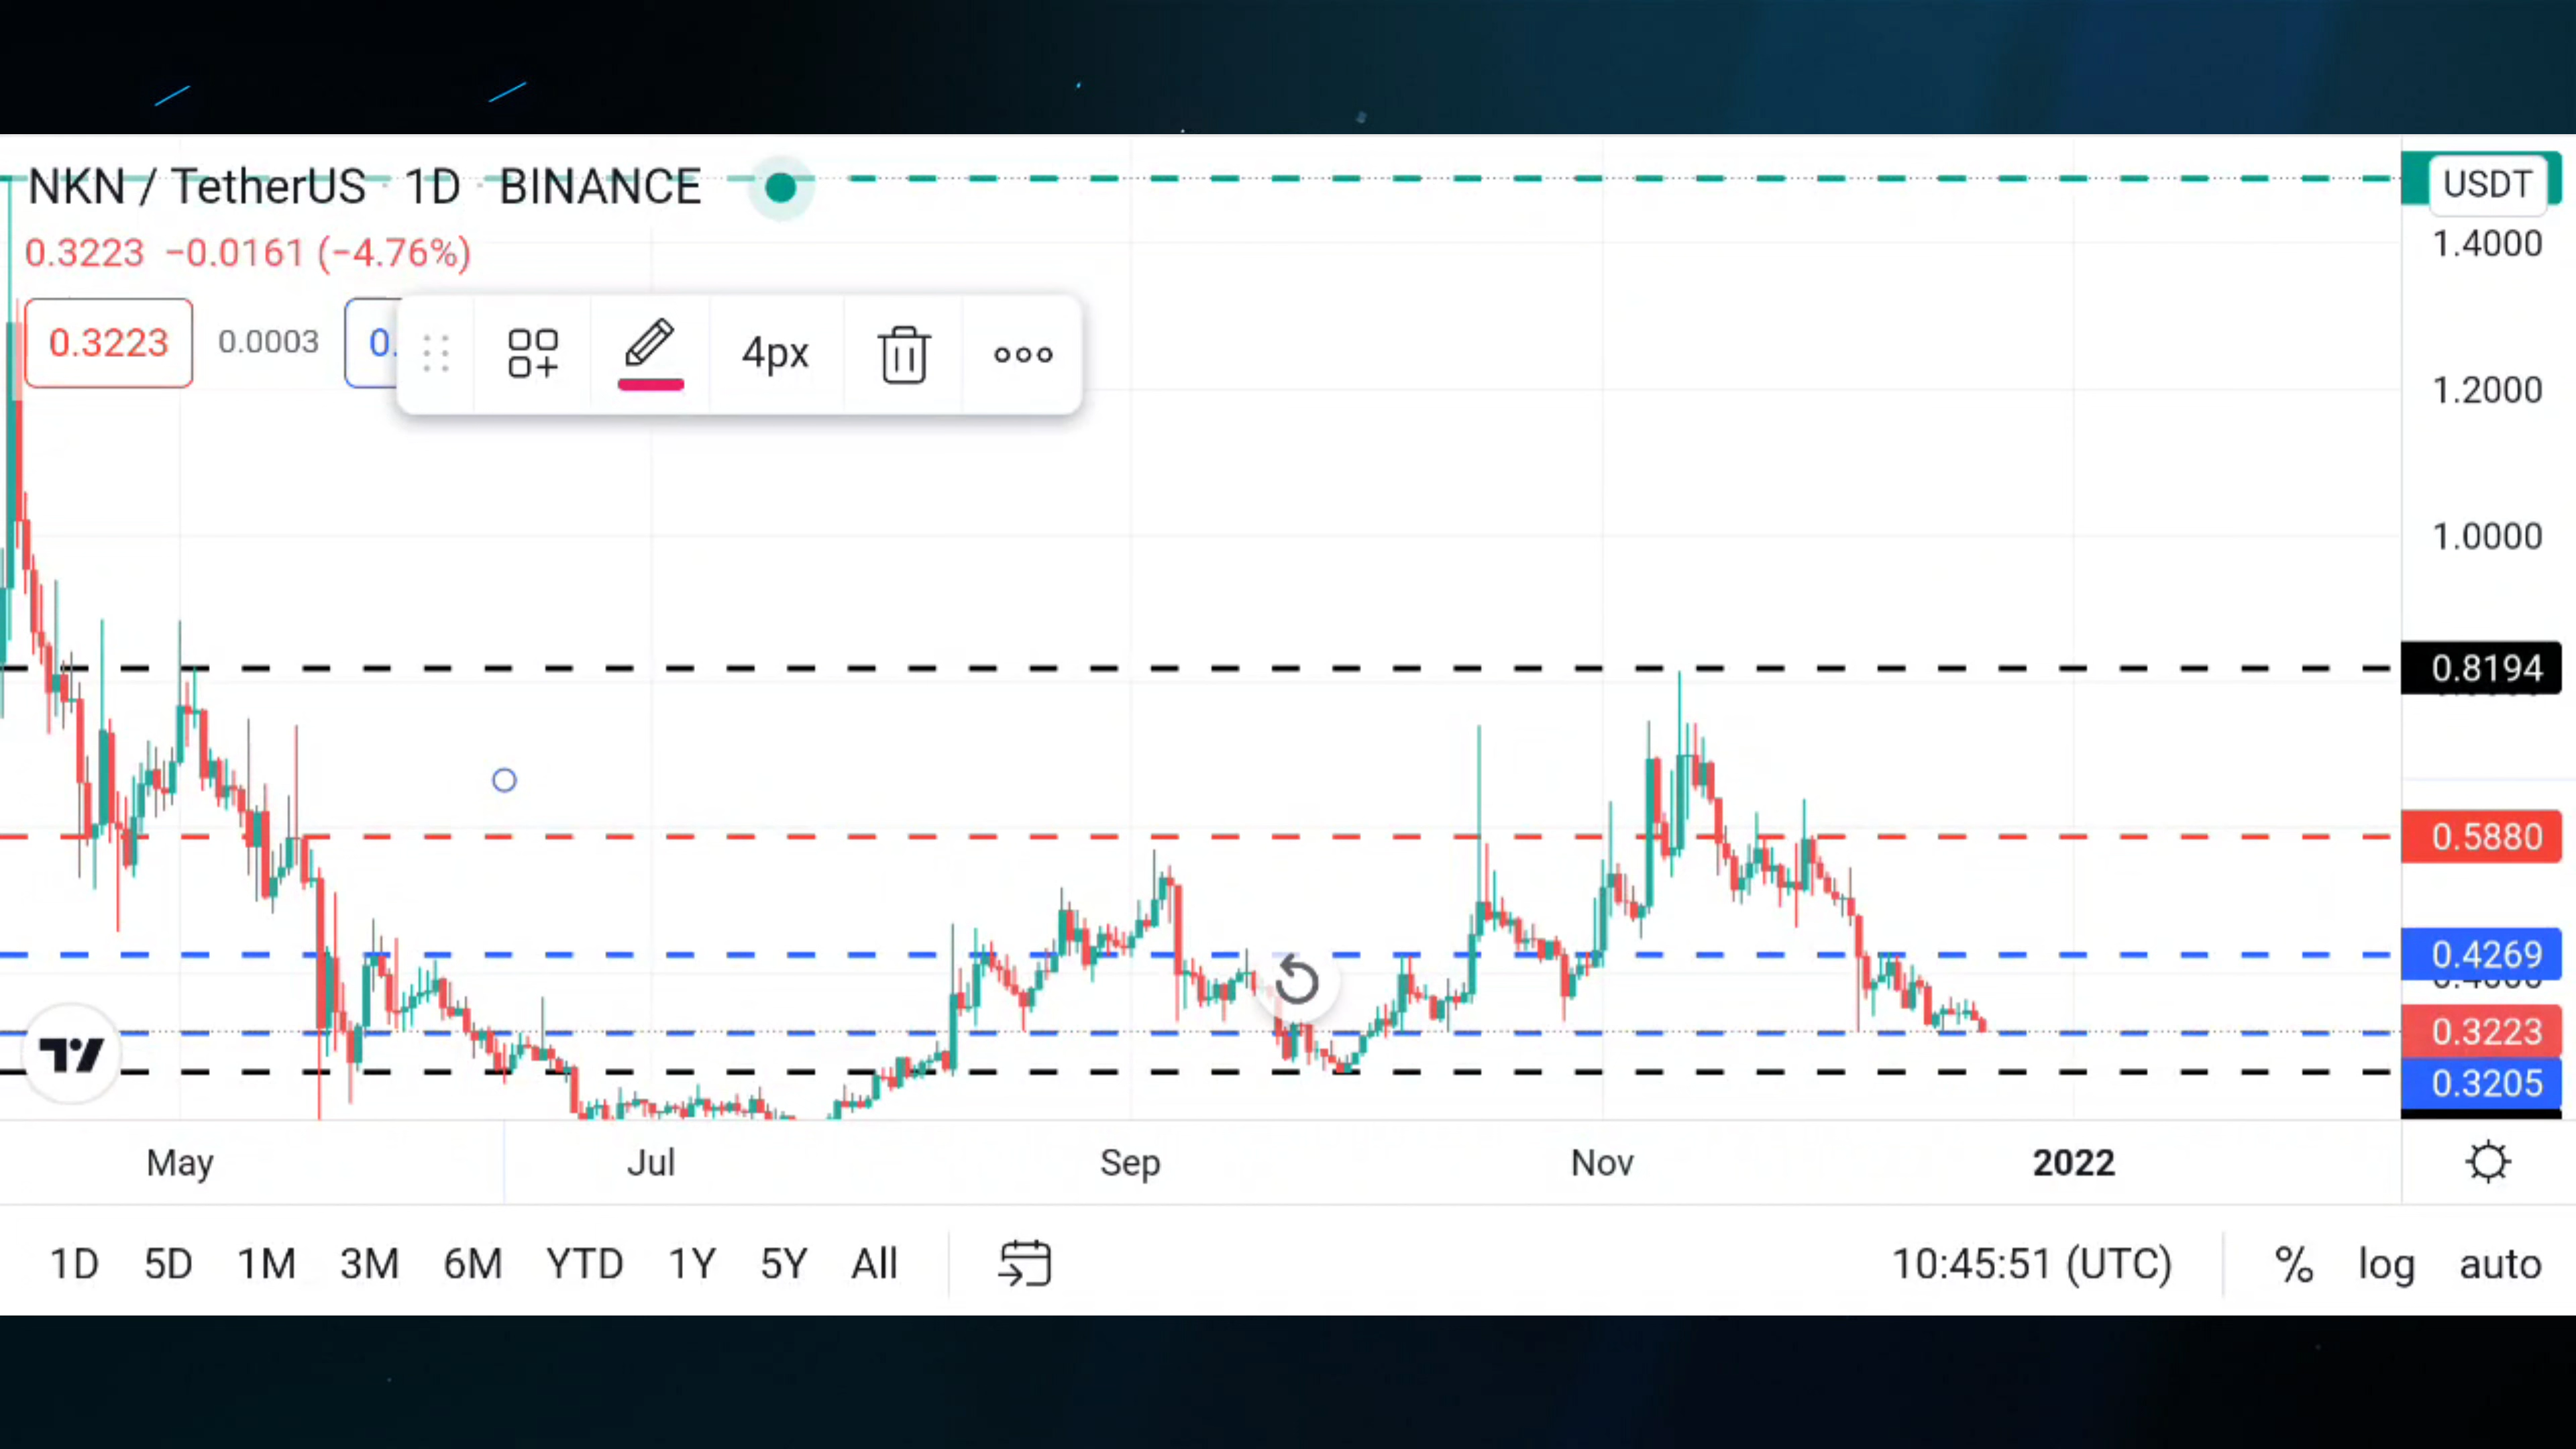 NKN / TetherUS · 1D · BINANCE
USDT
0.3223 −0.0161 (−4.76%)
1.4000
0.3223 0.0003 0.
4px
1.2000
1.0000
0.8194
0.5880
0.4269
0.3223
0.3205
May Jul Sep Nov 2022
1D 5D 1M 3M 6M YTD 1Y 5Y All
10:45:51 (UTC) % log auto